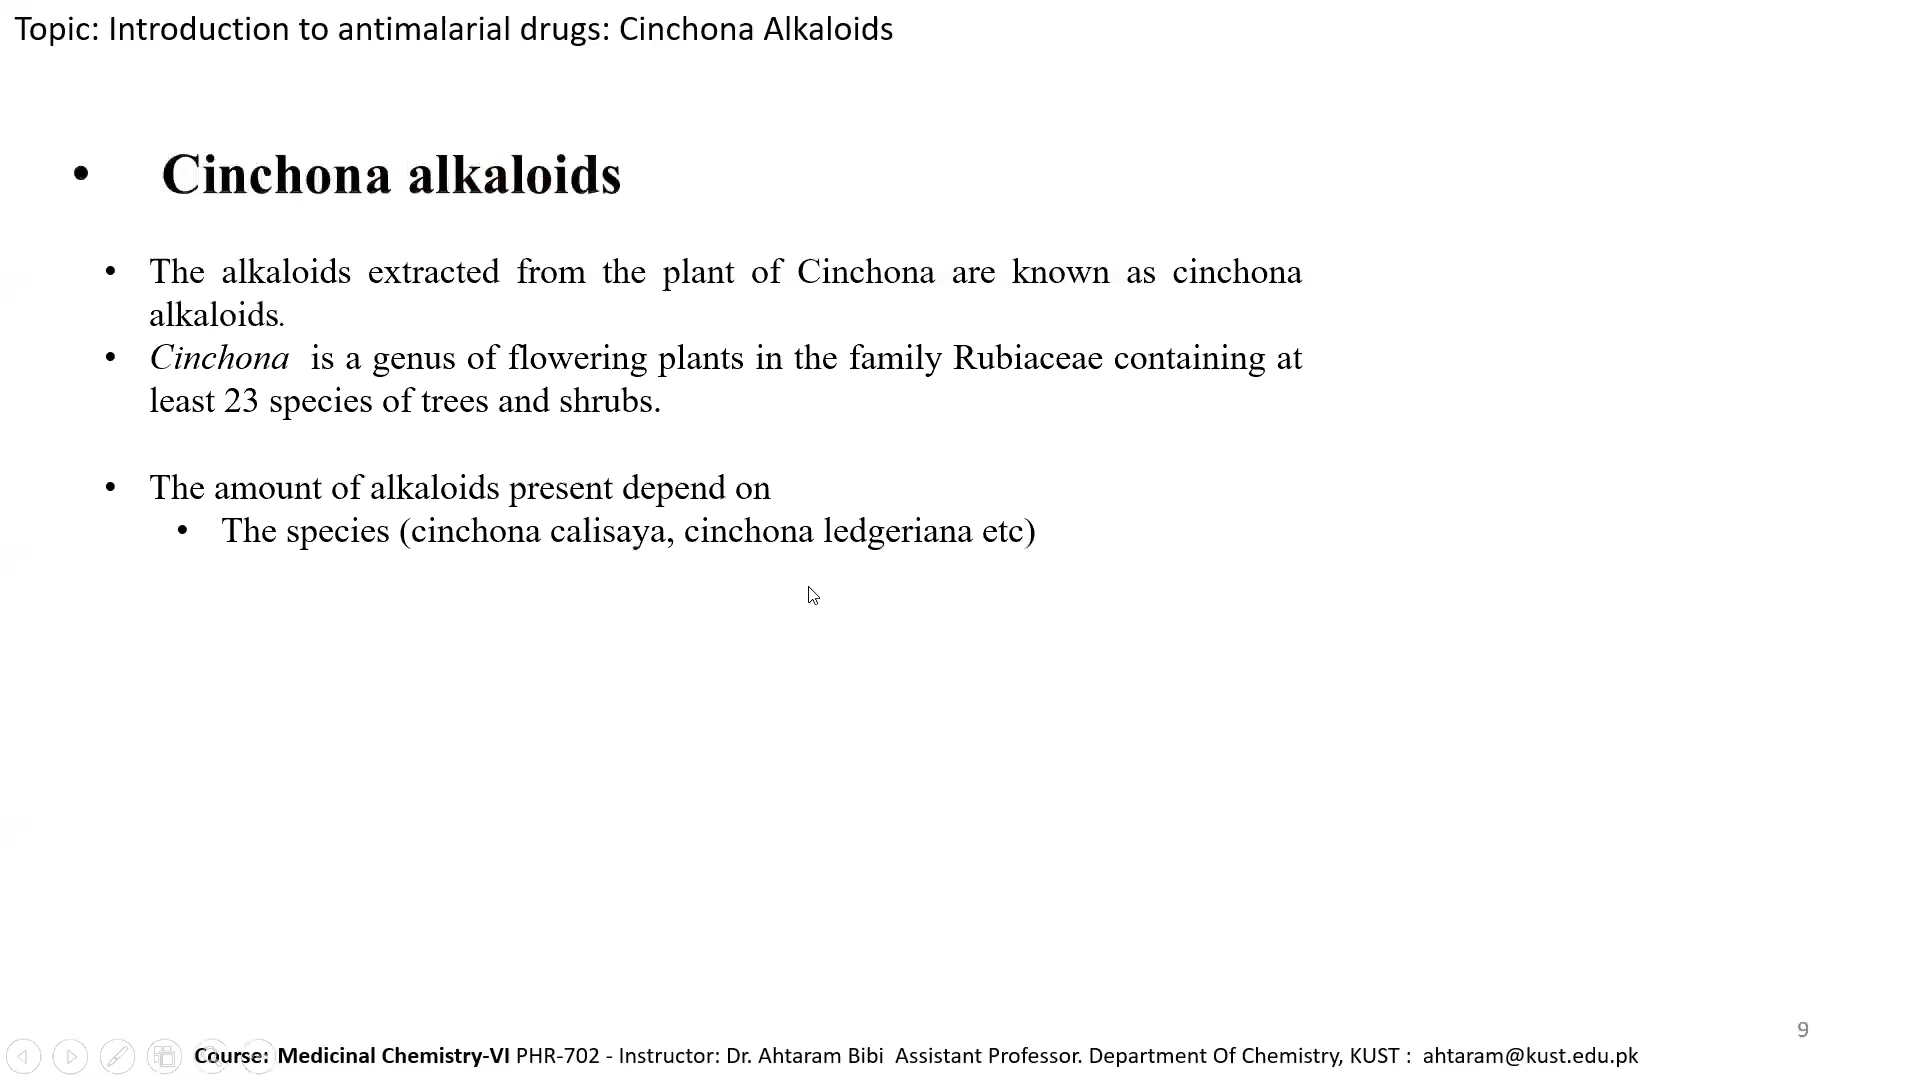 Topic: Introduction to antimalarial drugs: Cinchona Alkaloids
• Cinchona alkaloids
• The alkaloids extracted from the plant of Cinchona are known as cinchona
alkaloids.
• Cinchona is a genus of flowering plants in the family Rubiaceae containing at
least 23 species of trees and shrubs.
• The amount of alkaloids present depend on
• The species (cinchona calisaya, cinchona ledgeriana etc)
9
Course: Medicinal Chemistry-VI PHR-702 - Instructor: Dr. Ahtaram Bibi Assistant Professor. Department Of Chemistry, KUST : ahtaram@kust.edu.pk